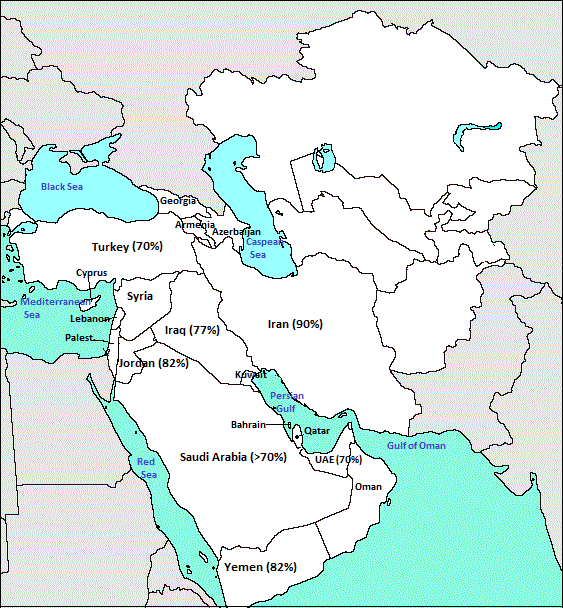 Black Sea
Georgia
Armenia
Azerbaijan
Turkey (70%)
Caspean
Sea
Cyprus
Syria
Mediterranean
Sea
Lebanon
Iraq (77%)
Iran (90%)
Palest.
Jordan (82%)
Kuwait
Persian
Gulf
Bahrain
Qatar
Gulf of Oman
Saudi Arabia (>70%)
UAE (70%)
Red
Sea
Oman
Yemen (82%)